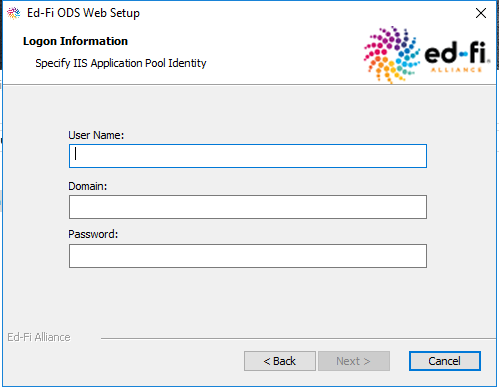 Ed-Fi ODS Web Setup
Logon Information
Specify IIS Application Pool Identity
ed-fi
ALLIANCE
User Name:
Domain:
Password:
Ed-Fi Alliance
< Back
Next >
Cancel